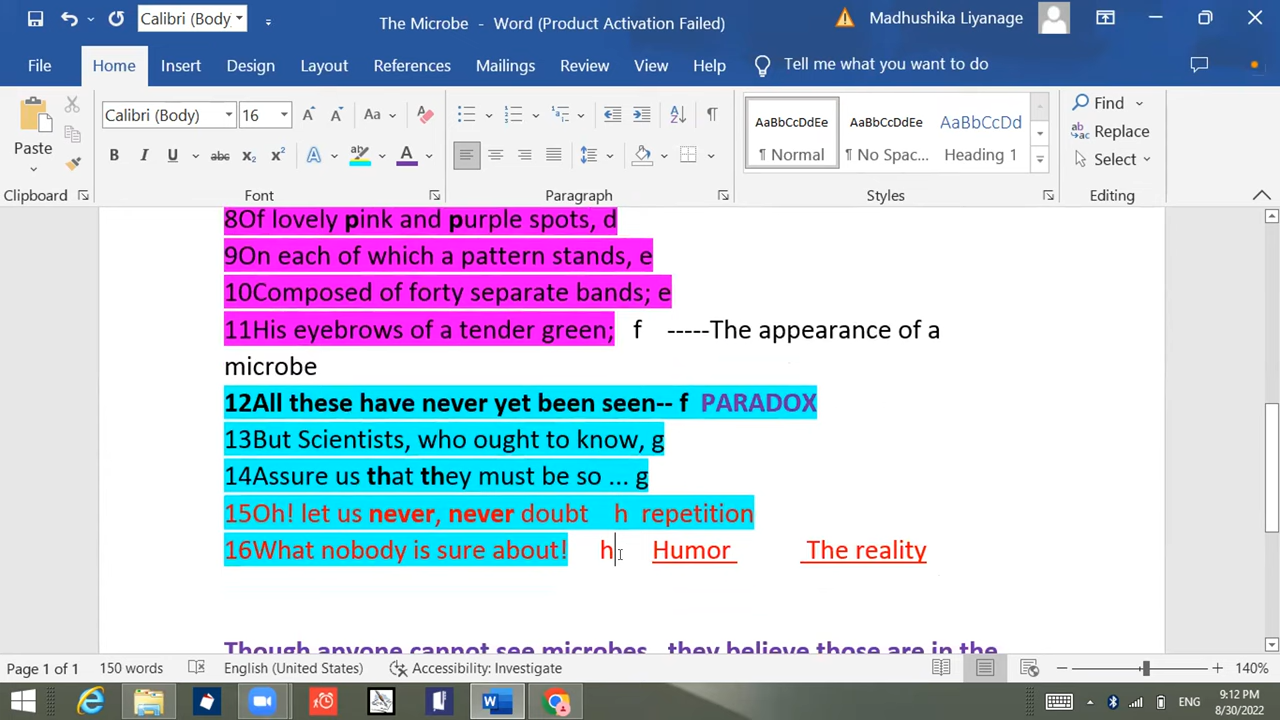 Calibri (Body
The Microbe - Word (Product Activation Failed)
Madhushika Liyanage
File Home Insert Design Layout References Mailings Review View Help Tell me what you want to do
Paste
Calibri (Body) 16 Aa
B I U abc x₂ x² A A
AaBbCcDdEe AaBbCcDdEe AaBbCcDd
¶ Normal ¶ No Spac... Heading 1
Find
Replace
Select
Clipboard Font Paragraph Styles Editing
8Of lovely pink and purple spots, d
9On each of which a pattern stands, e
10Composed of forty separate bands; e
11His eyebrows of a tender green; f -----The appearance of a
microbe
12All these have never yet been seen-- f PARADOX
13But Scientists, who ought to know, g
14Assure us that they must be so ... g
15Oh! let us never, never doubt h repetition
16What nobody is sure about! h Humor The reality
Though anyone cannot see microbes, they believe those are in the
Page 1 of 1 150 words English (United States) Accessibility: Investigate 140%
ENG
9:12 PM
8/30/2022